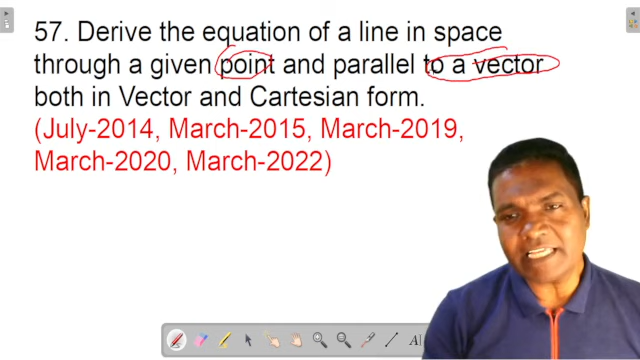 57. Derive the equation of a line in space
through a given point and parallel to a vector
both in Vector and Cartesian form.
(July-2014, March-2015, March-2019,
March-2020, March-2022)
A|